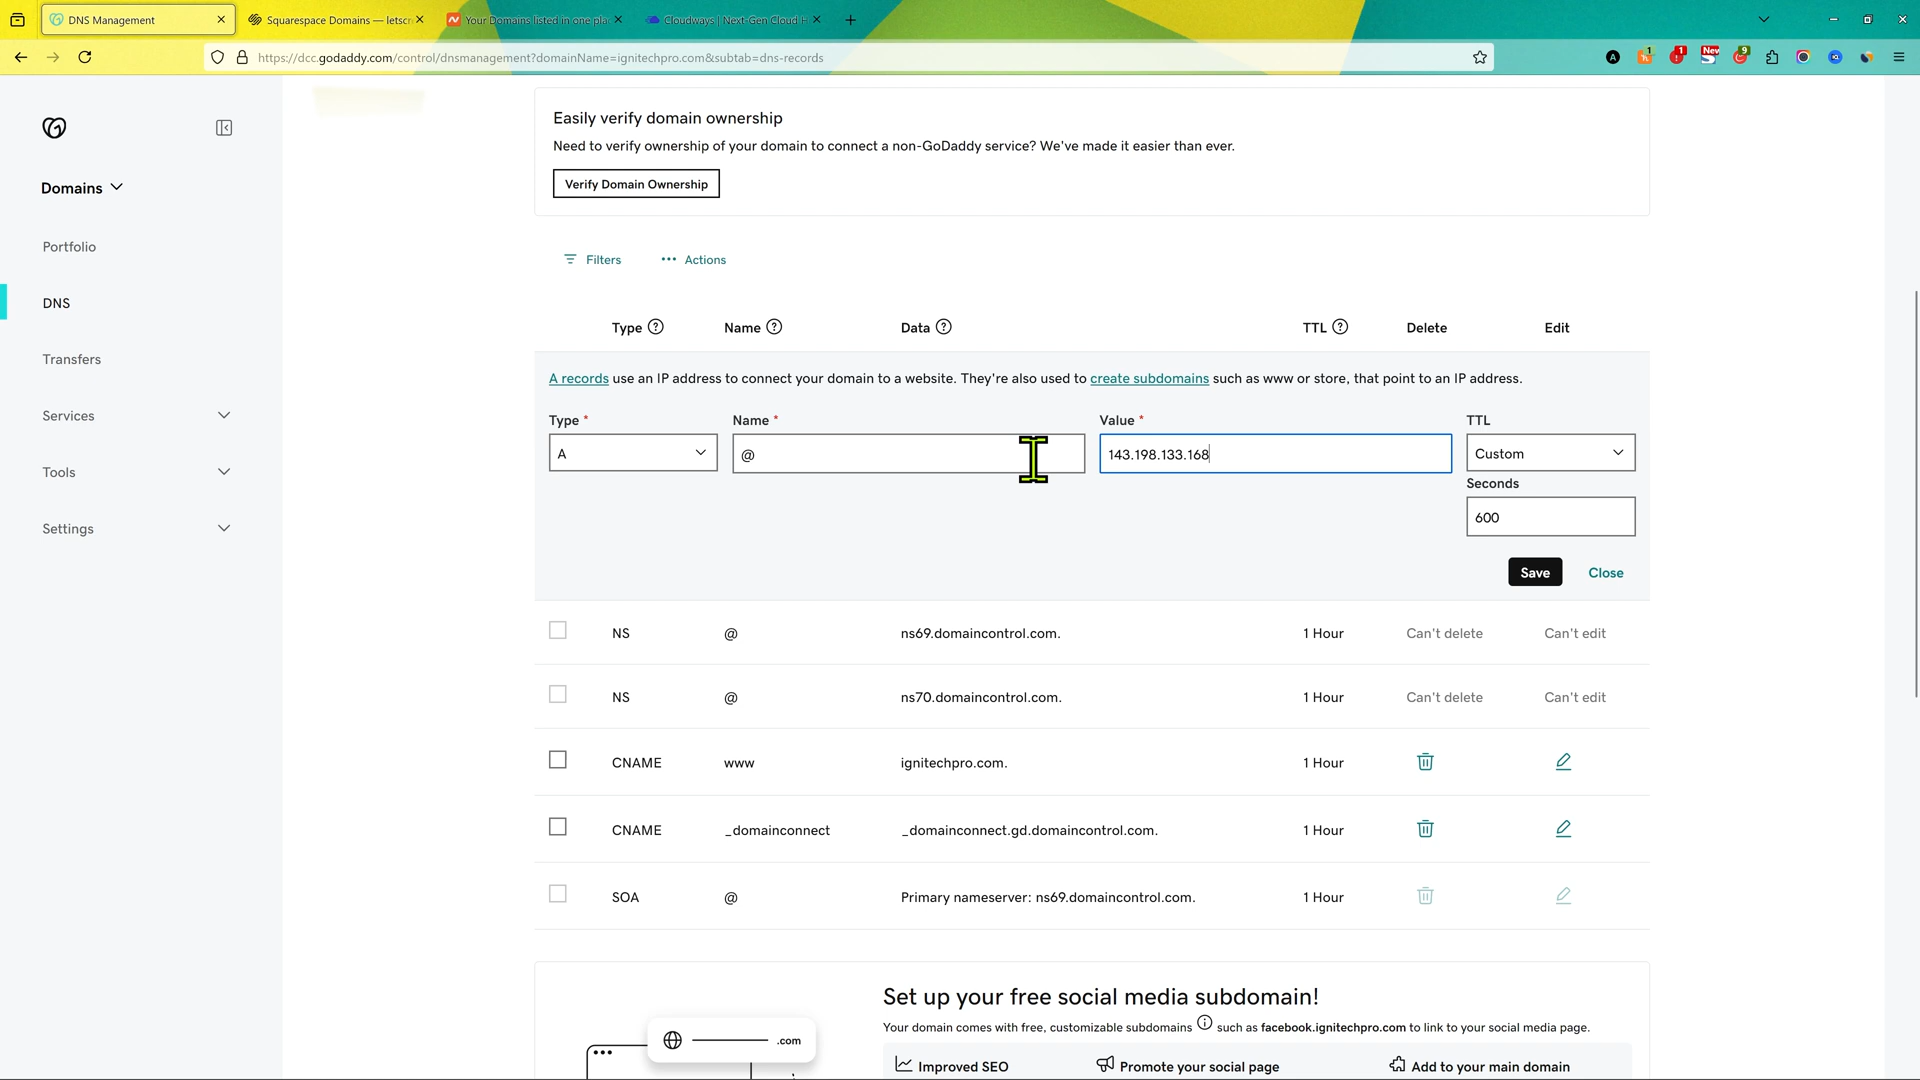 DNS Management
Squarespace Domains — letscr
Your Domains listed in one pla
Cloudways | Next-Gen Cloud H
https://dcc.godaddy.com/control/dnsmanagement?domainName=ignitechpro.com&subtab=dns-records
1
1
New
9
Domains
Portfolio
DNS
Transfers
Services
Tools
Settings
Easily verify domain ownership
Need to verify ownership of your domain to connect a non-GoDaddy service? We've made it easier than ever.
Verify Domain Ownership
Filters
Actions
Type
Name
Data
TTL
Delete
Edit
A records use an IP address to connect your domain to a website. They're also used to create subdomains such as www or store, that point to an IP address.
Type *
Name *
Value *
TTL
A
@
143.198.133.168
Custom
Seconds
600
Save
Close
NS @ ns69.domaincontrol.com. 1 Hour Can't delete Can't edit
NS @ ns70.domaincontrol.com. 1 Hour Can't delete Can't edit
CNAME www ignitechpro.com. 1 Hour
CNAME _domainconnect _domainconnect.gd.domaincontrol.com. 1 Hour
SOA @ Primary nameserver: ns69.domaincontrol.com. 1 Hour
.com
Set up your free social media subdomain!
Your domain comes with free, customizable subdomains such as facebook.ignitechpro.com to link to your social media page.
Improved SEO
Promote your social page
Add to your main domain